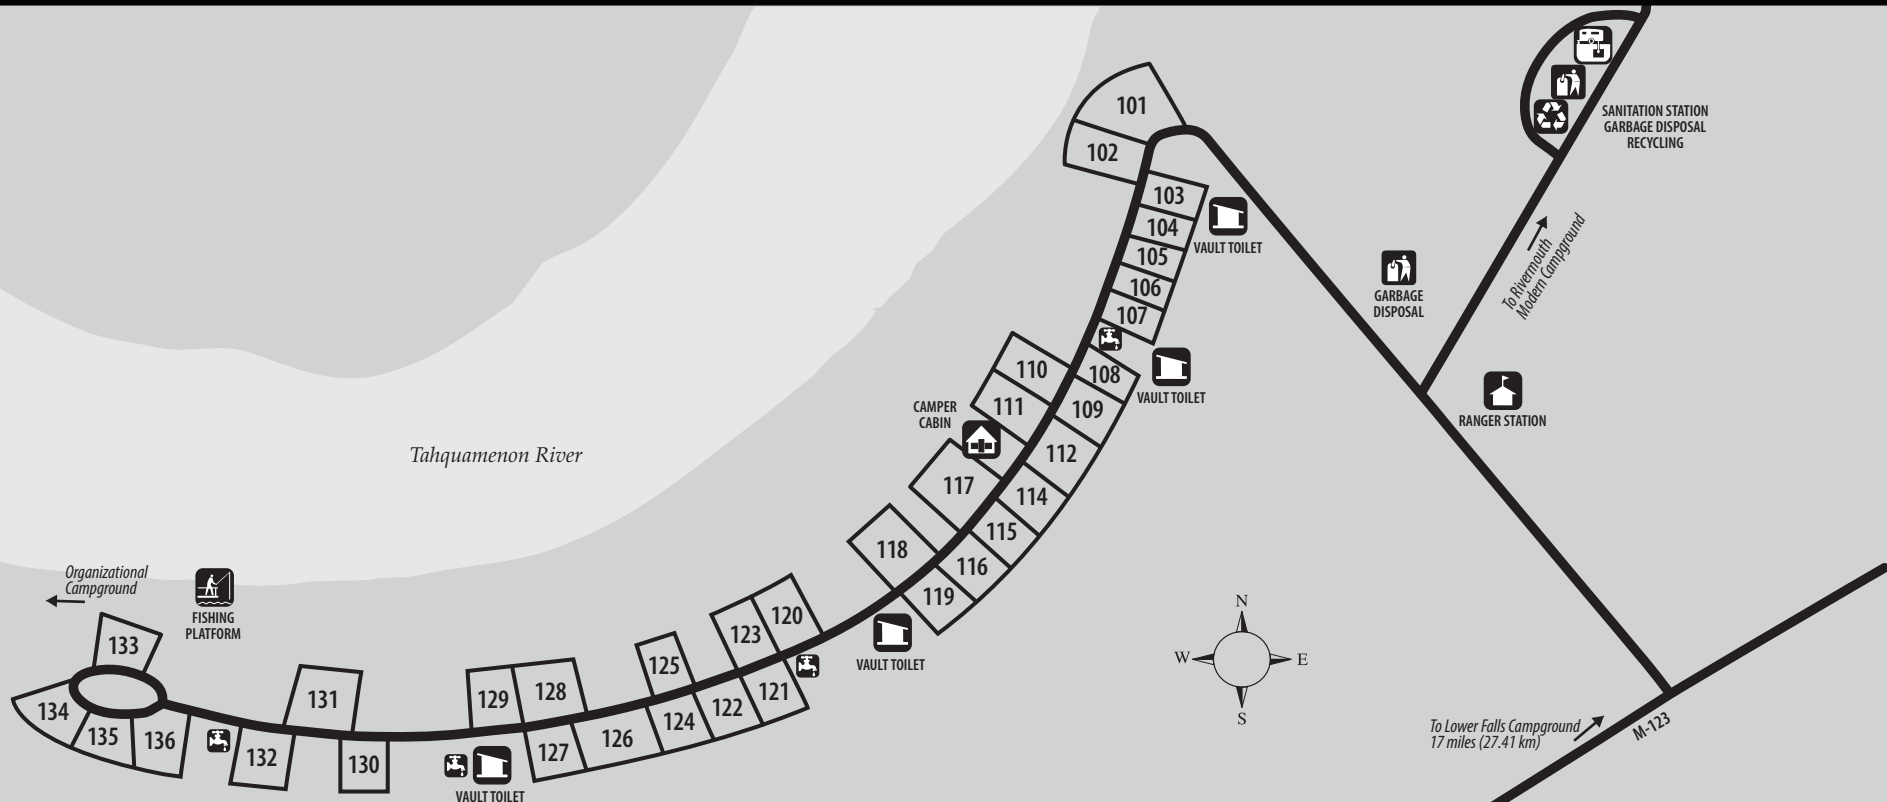 101
102
SANITATION STATION
GARBAGE DISPOSAL
RECYCLING
103
104
VAULT TOILET
105
106
107
To Rivermouth
Modern Campground
GARBAGE
DISPOSAL
110
108
VAULT TOILET
111
109
CAMPER
CABIN
RANGER STATION
Tahquamenon River
112
117
114
115
118
116
119
Organizational
Campground
FISHING
PLATFORM
133
120
123
VAULT TOILET
N
W
E
S
125
131
129
128
121
134
135
136
124
122
127
126
132
130
VAULT TOILET
To Lower Falls Campground
17 miles (27.41 km)
M-123